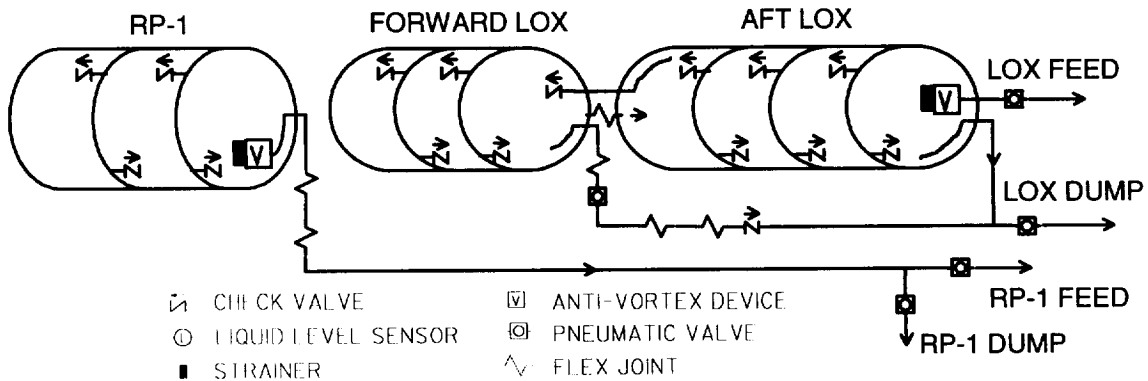 RP-1
FORWARD LOX
AFT LOX
LOX FEED
LOX DUMP
RP-1 FEED
RP-1 DUMP
CHECK VALVE
LIQUID LEVEL SENSOR
STRAINER
V ANTI-VORTEX DEVICE
PNEUMATIC VALVE
FLEX JOINT
V
V